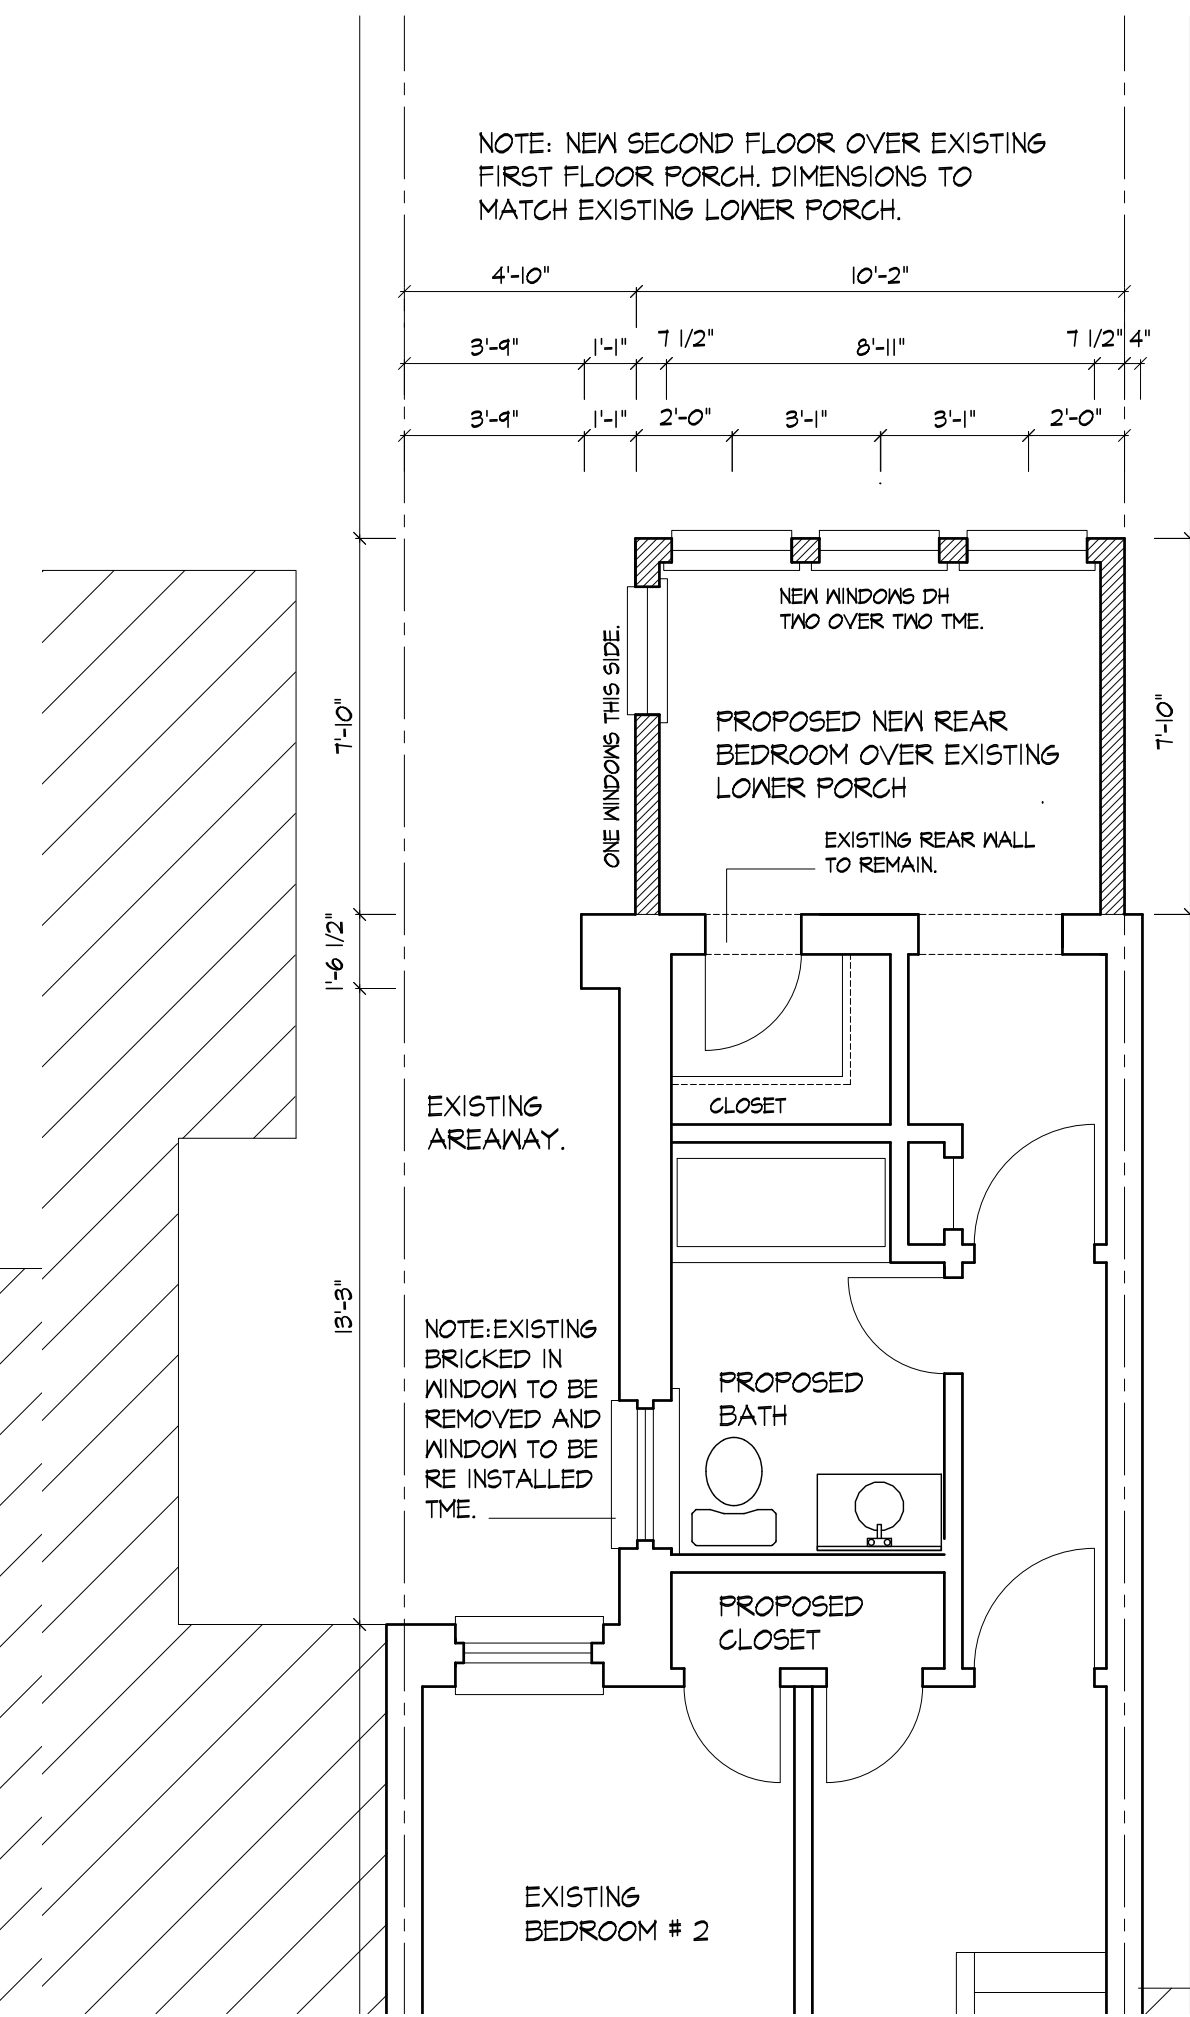 NOTE: NEW SECOND FLOOR OVER EXISTING
FIRST FLOOR PORCH. DIMENSIONS TO
MATCH EXISTING LOWER PORCH.
4'-10" 10'-2"
3'-9" 1'-1" 7 1/2" 8'-11" 7 1/2" 4"
3'-9" 1'-1" 2'-0" 3'-1" 3'-1" 2'-0"
NEW WINDOWS DH
TWO OVER TWO TME.
ONE WINDOWS THIS SIDE.
7'-10"
7'-10"
PROPOSED NEW REAR
BEDROOM OVER EXISTING
LOWER PORCH
EXISTING REAR WALL
TO REMAIN.
1'-6 1/2"
CLOSET
EXISTING
AREAWAY.
13'-3"
NOTE:EXISTING
BRICKED IN
WINDOW TO BE
REMOVED AND
WINDOW TO BE
RE INSTALLED
TME.
PROPOSED
BATH
PROPOSED
CLOSET
EXISTING
BEDROOM # 2